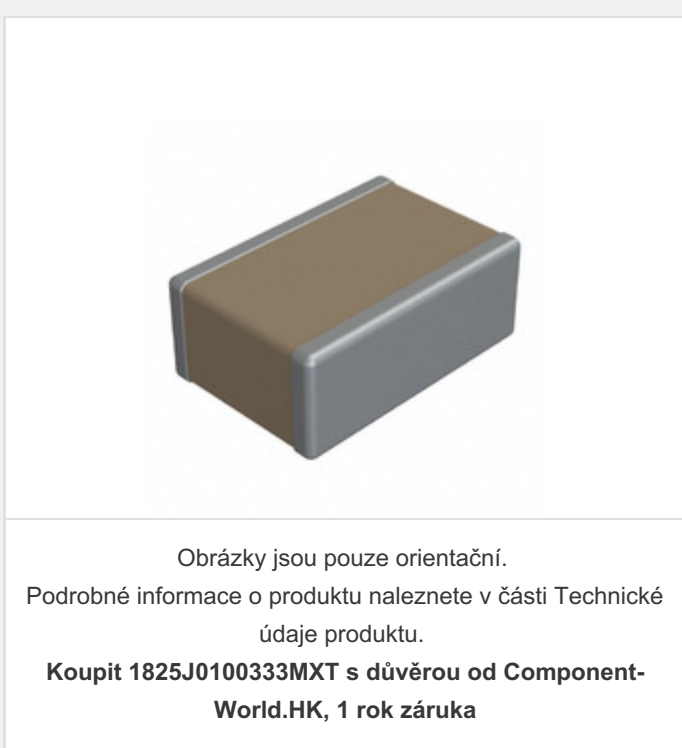 Obrázky jsou pouze orientační.
Podrobné informace o produktu naleznete v části Technické
údaje produktu.
Koupit 1825J0100333MXT s důvěrou od Component-
World.HK, 1 rok záruka